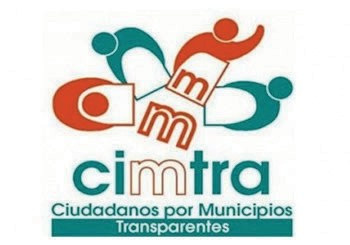 m
m
cimtra
Ciudadanos por Municipios
Transparentes